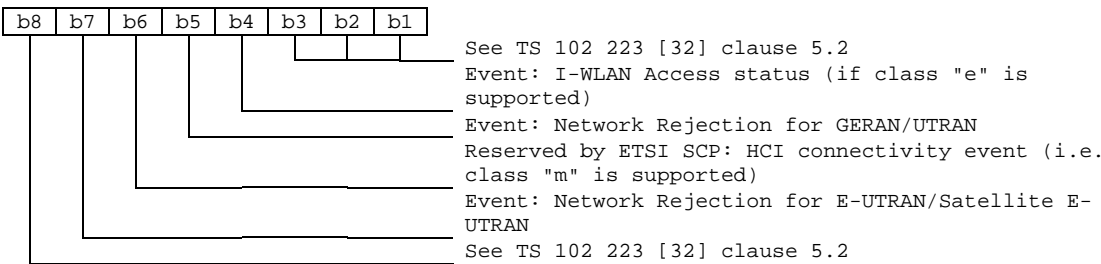 b8 b7 b6 b5 b4 b3 b2 b1
See TS 102 223 [32] clause 5.2
Event: I-WLAN Access status (if class "e" is
supported)
Event: Network Rejection for GERAN/UTRAN
Reserved by ETSI SCP: HCI connectivity event (i.e.
class "m" is supported)
Event: Network Rejection for E-UTRAN/Satellite E-
UTRAN
See TS 102 223 [32] clause 5.2